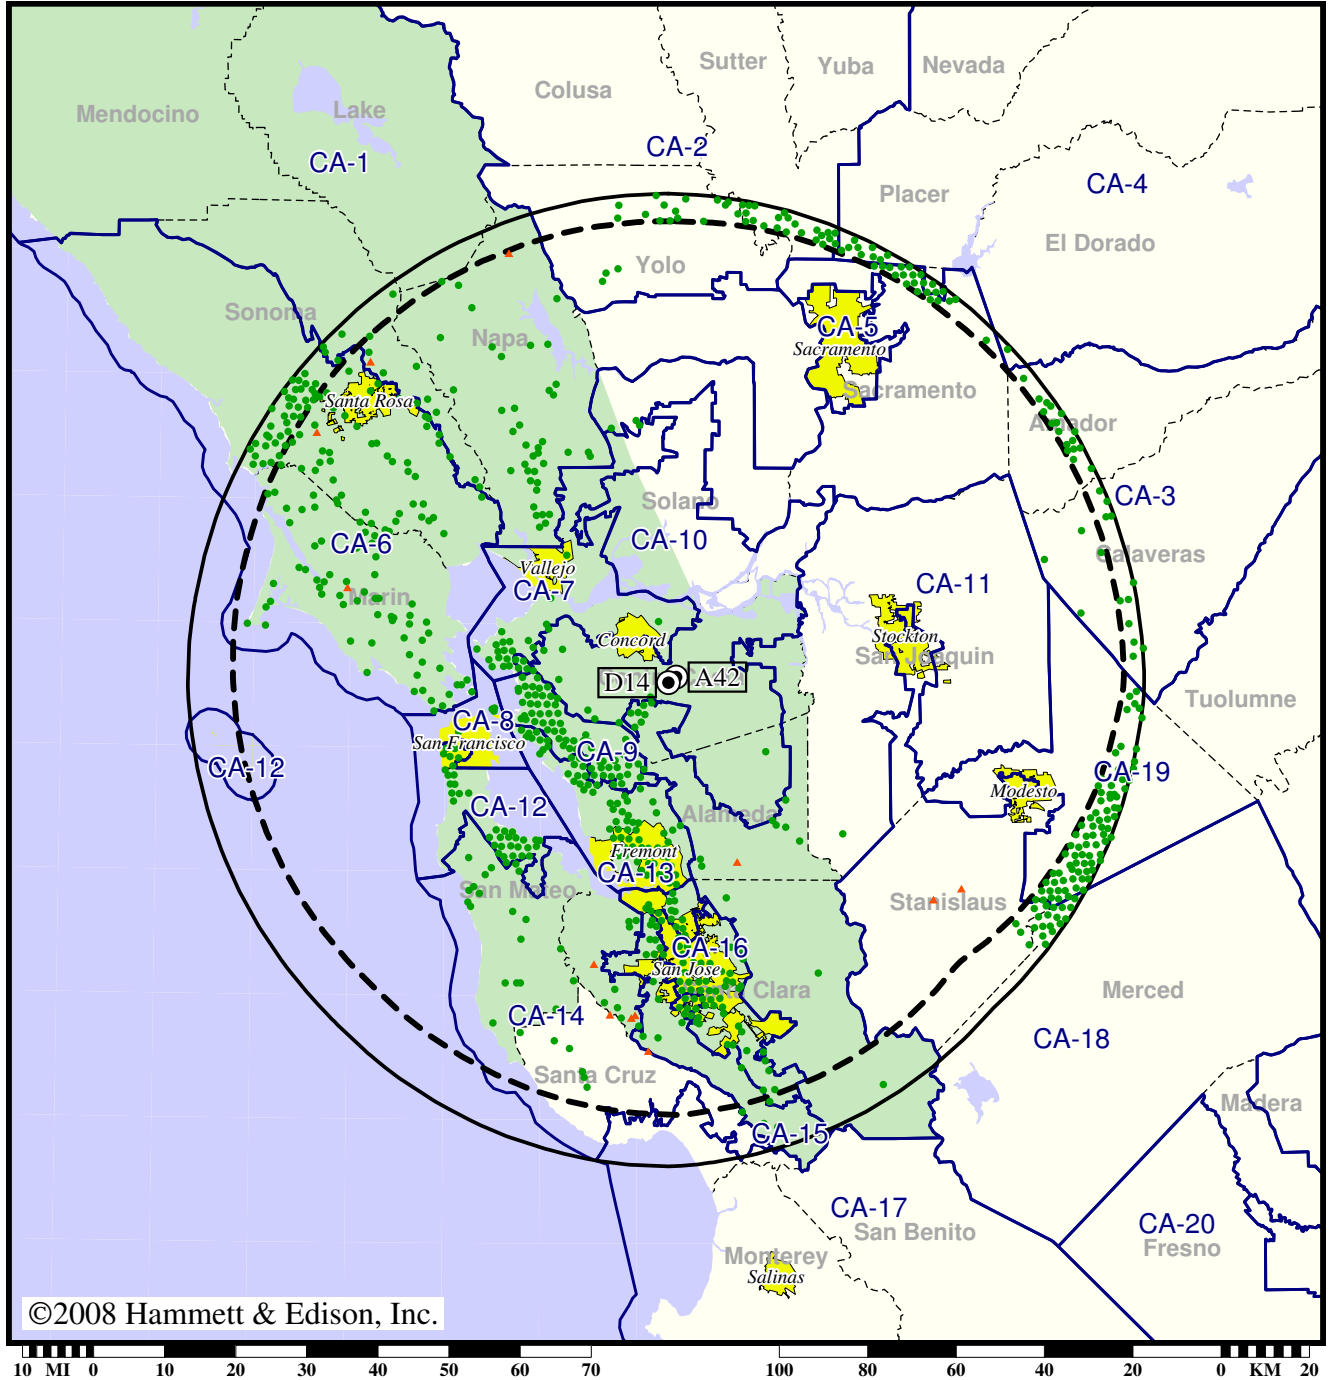 Sutter
Yuba
Nevada
Colusa
Mendocino
Lake
CA-1
CA-2
CA-4
Placer
El Dorado
Yolo
Sonoma
Napa
CA-5
Sacramento
Sacramento
Santa Rosa
Amador
CA-3
Solano
CA-6
CA-10
Calaveras
Vallejo
CA-7
CA-11
Marin
Concord
Stockton
San Joaquin
D14
A42
Tuolumne
CA-8
San Francisco
CA-9
CA-12
CA-19
Modesto
CA-12
Alameda
Fremont
CA-13
San Mateo
Stanislaus
CA-16
San Jose
Clara
Merced
CA-14
CA-18
Santa Cruz
Madera
CA-15
CA-17
San Benito
CA-20
Fresno
Monterey
Salinas
©2008 Hammett & Edison, Inc.
10 MI 0 10 20 30 40 50 60 70 100 80 60 40 20 0 KM 20